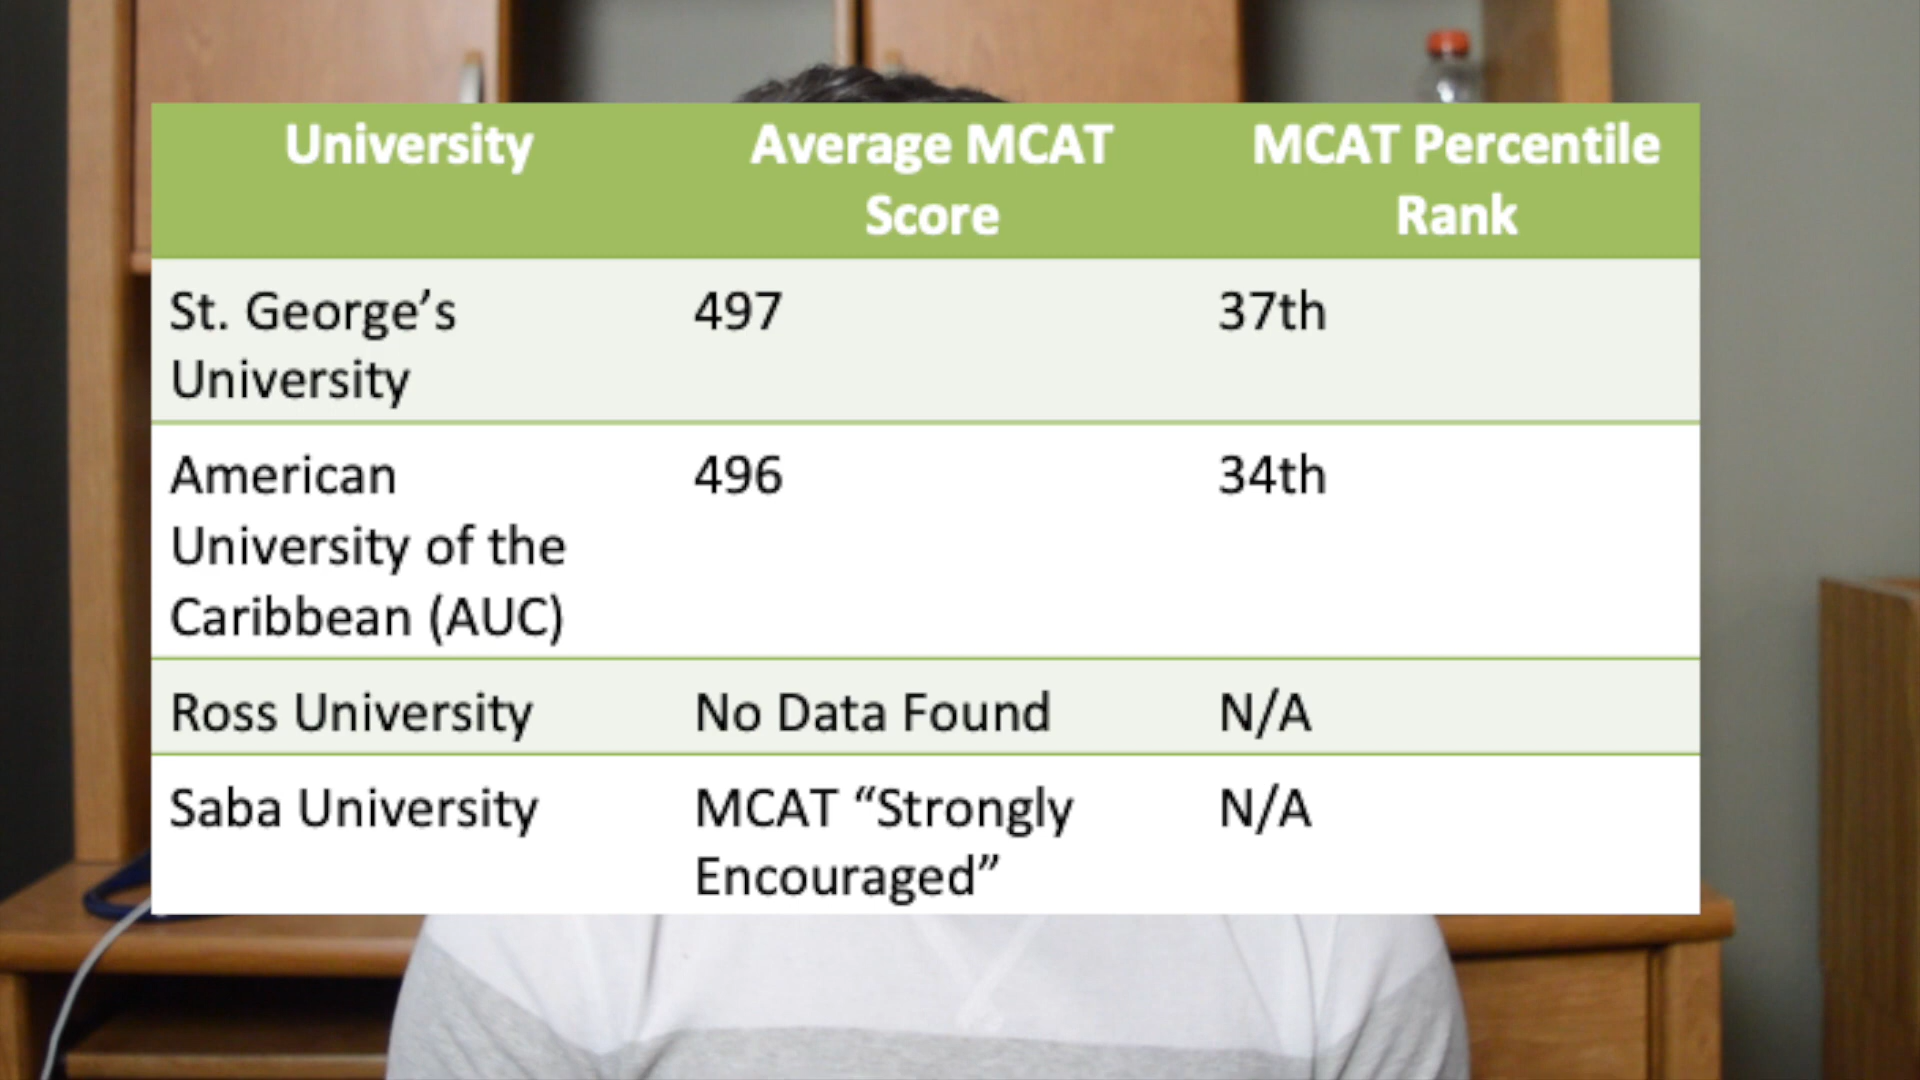 University
Average MCAT
Score
MCAT Percentile
Rank
St. George’s
University
497
37th
American
University of the
Caribbean (AUC)
496
34th
Ross University
No Data Found
N/A
Saba University
MCAT “Strongly
Encouraged”
N/A